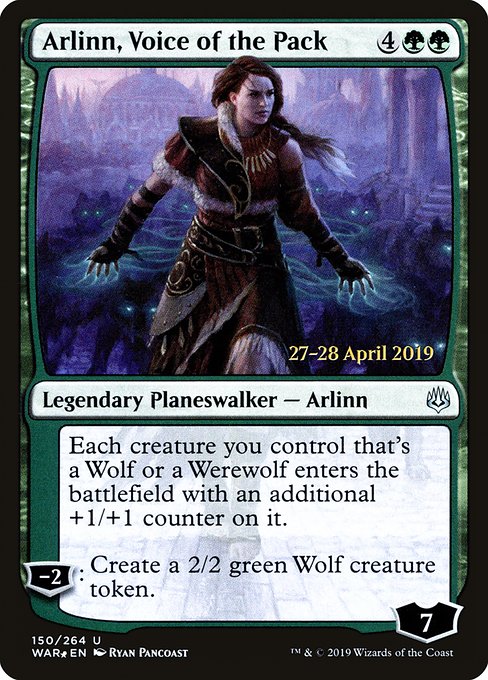 Arlinn, Voice of the Pack 4
27–28 April 2019
Legendary Planeswalker — Arlinn
Each creature you control that's
a Wolf or a Werewolf enters the
battlefield with an additional
+1/+1 counter on it.
-2 : Create a 2/2 green Wolf creature
token.
7
150/264 U
WAR★EN Ryan Pancoast
™ & © 2019 Wizards of the Coast